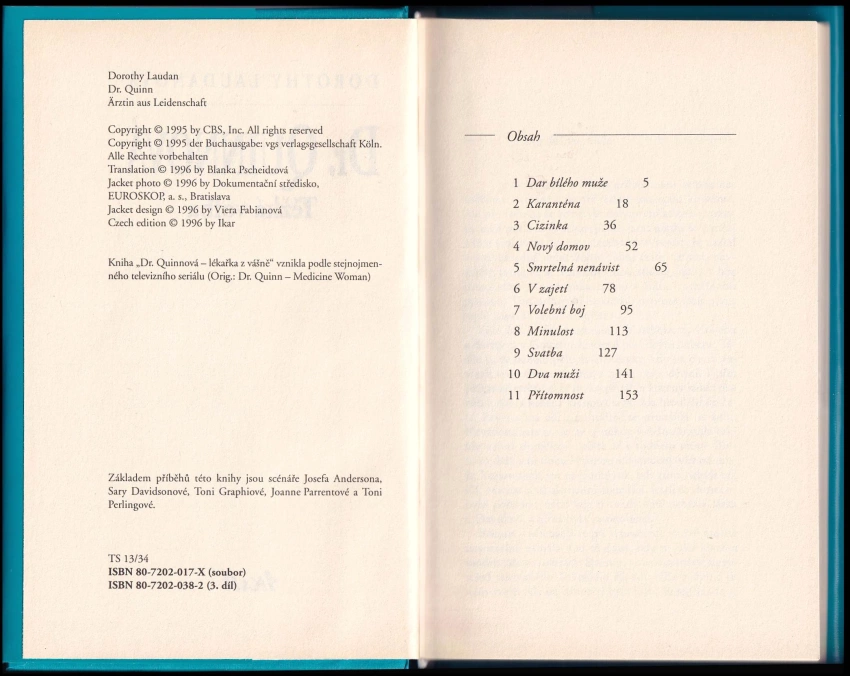 Dorothy Laudan
Dr. Quinn
Ärztin aus Leidenschaft
Copyright © 1995 by CBS, Inc. All rights reserved
Copyright © 1995 der Buchausgabe: vgs verlagsgesellschaft Köln.
Alle Rechte vorbehalten
Translation © 1996 by Blanka Pscheidtová
Jacket photo © 1996 by Dokumentační středisko,
EUROSKOP, a. s., Bratislava
Jacket design © 1996 by Viera Fabianová
Czech edition © 1996 by Ikar
Kniha „Dr. Quinnová – lékařka z vášně“ vznikla podle stejnojmen-
ného televizního seriálu (Orig.: Dr. Quinn – Medicine Woman)
Základem příběhů této knihy jsou scénáře Josefa Andersona,
Sary Davidsonové, Toni Graphiové, Joanne Parrentové a Toni
Perlingové.
TS 13/34
ISBN 80-7202-017-X (soubor)
ISBN 80-7202-038-2 (3. díl)
Obsah
1 Dar bílého muže 5
2 Karanténa 18
3 Cizinka 36
4 Nový domov 52
5 Smrtelná nenávist 65
6 V zajetí 78
7 Volební boj 95
8 Minulost 113
9 Svatba 127
10 Dva muži 141
11 Přítomnost 153